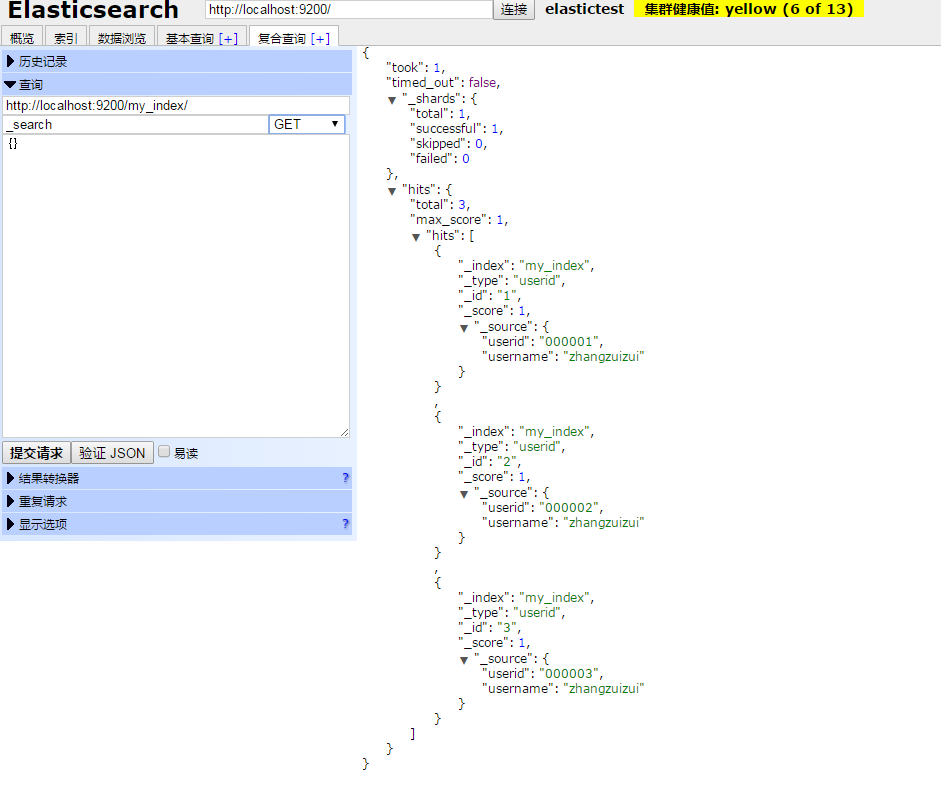 Elasticsearch http://localhost:9200/ 连接 elastictest 集群健康值: yellow (6 of 13)
概览 索引 数据浏览 基本查询 [+] 复合查询 [+]
历史记录
查询
http://localhost:9200/my_index/
_search GET
{}
提交请求 验证 JSON 易读
结果转换器 ?
重复请求
显示选项 ?
{
"took": 1,
"timed_out": false,
"_shards": {
"total": 1,
"successful": 1,
"skipped": 0,
"failed": 0
},
"hits": {
"total": 3,
"max_score": 1,
"hits": [
{
"_index": "my_index",
"_type": "userid",
"_id": "1",
"_score": 1,
"_source": {
"userid": "000001",
"username": "zhangzuizui"
}
}
,
{
"_index": "my_index",
"_type": "userid",
"_id": "2",
"_score": 1,
"_source": {
"userid": "000002",
"username": "zhangzuizui"
}
}
,
{
"_index": "my_index",
"_type": "userid",
"_id": "3",
"_score": 1,
"_source": {
"userid": "000003",
"username": "zhangzuizui"
}
}
]
}
}